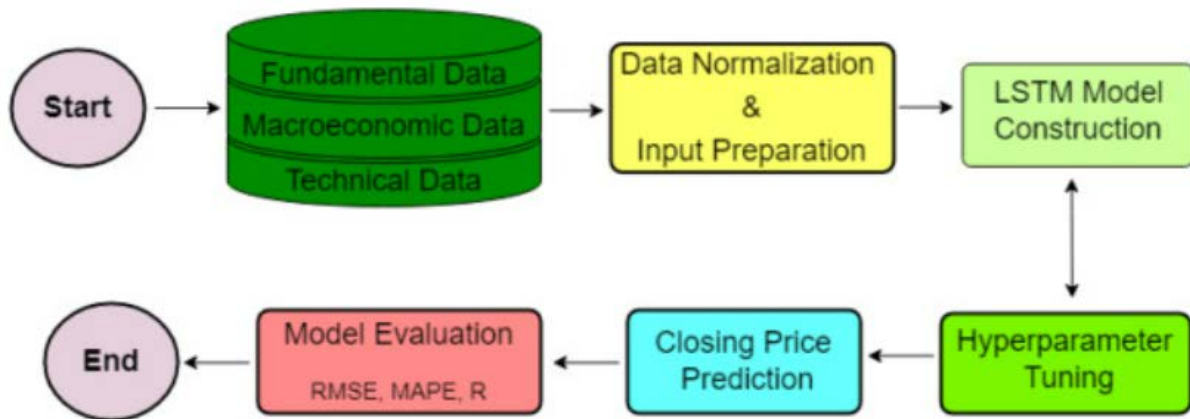 Start
Fundamental Data
Macroeconomic Data
Technical Data
Data Normalization
&
Input Preparation
LSTM Model
Construction
Hyperparameter
Tuning
Closing Price
Prediction
Model Evaluation
RMSE, MAPE, R
End